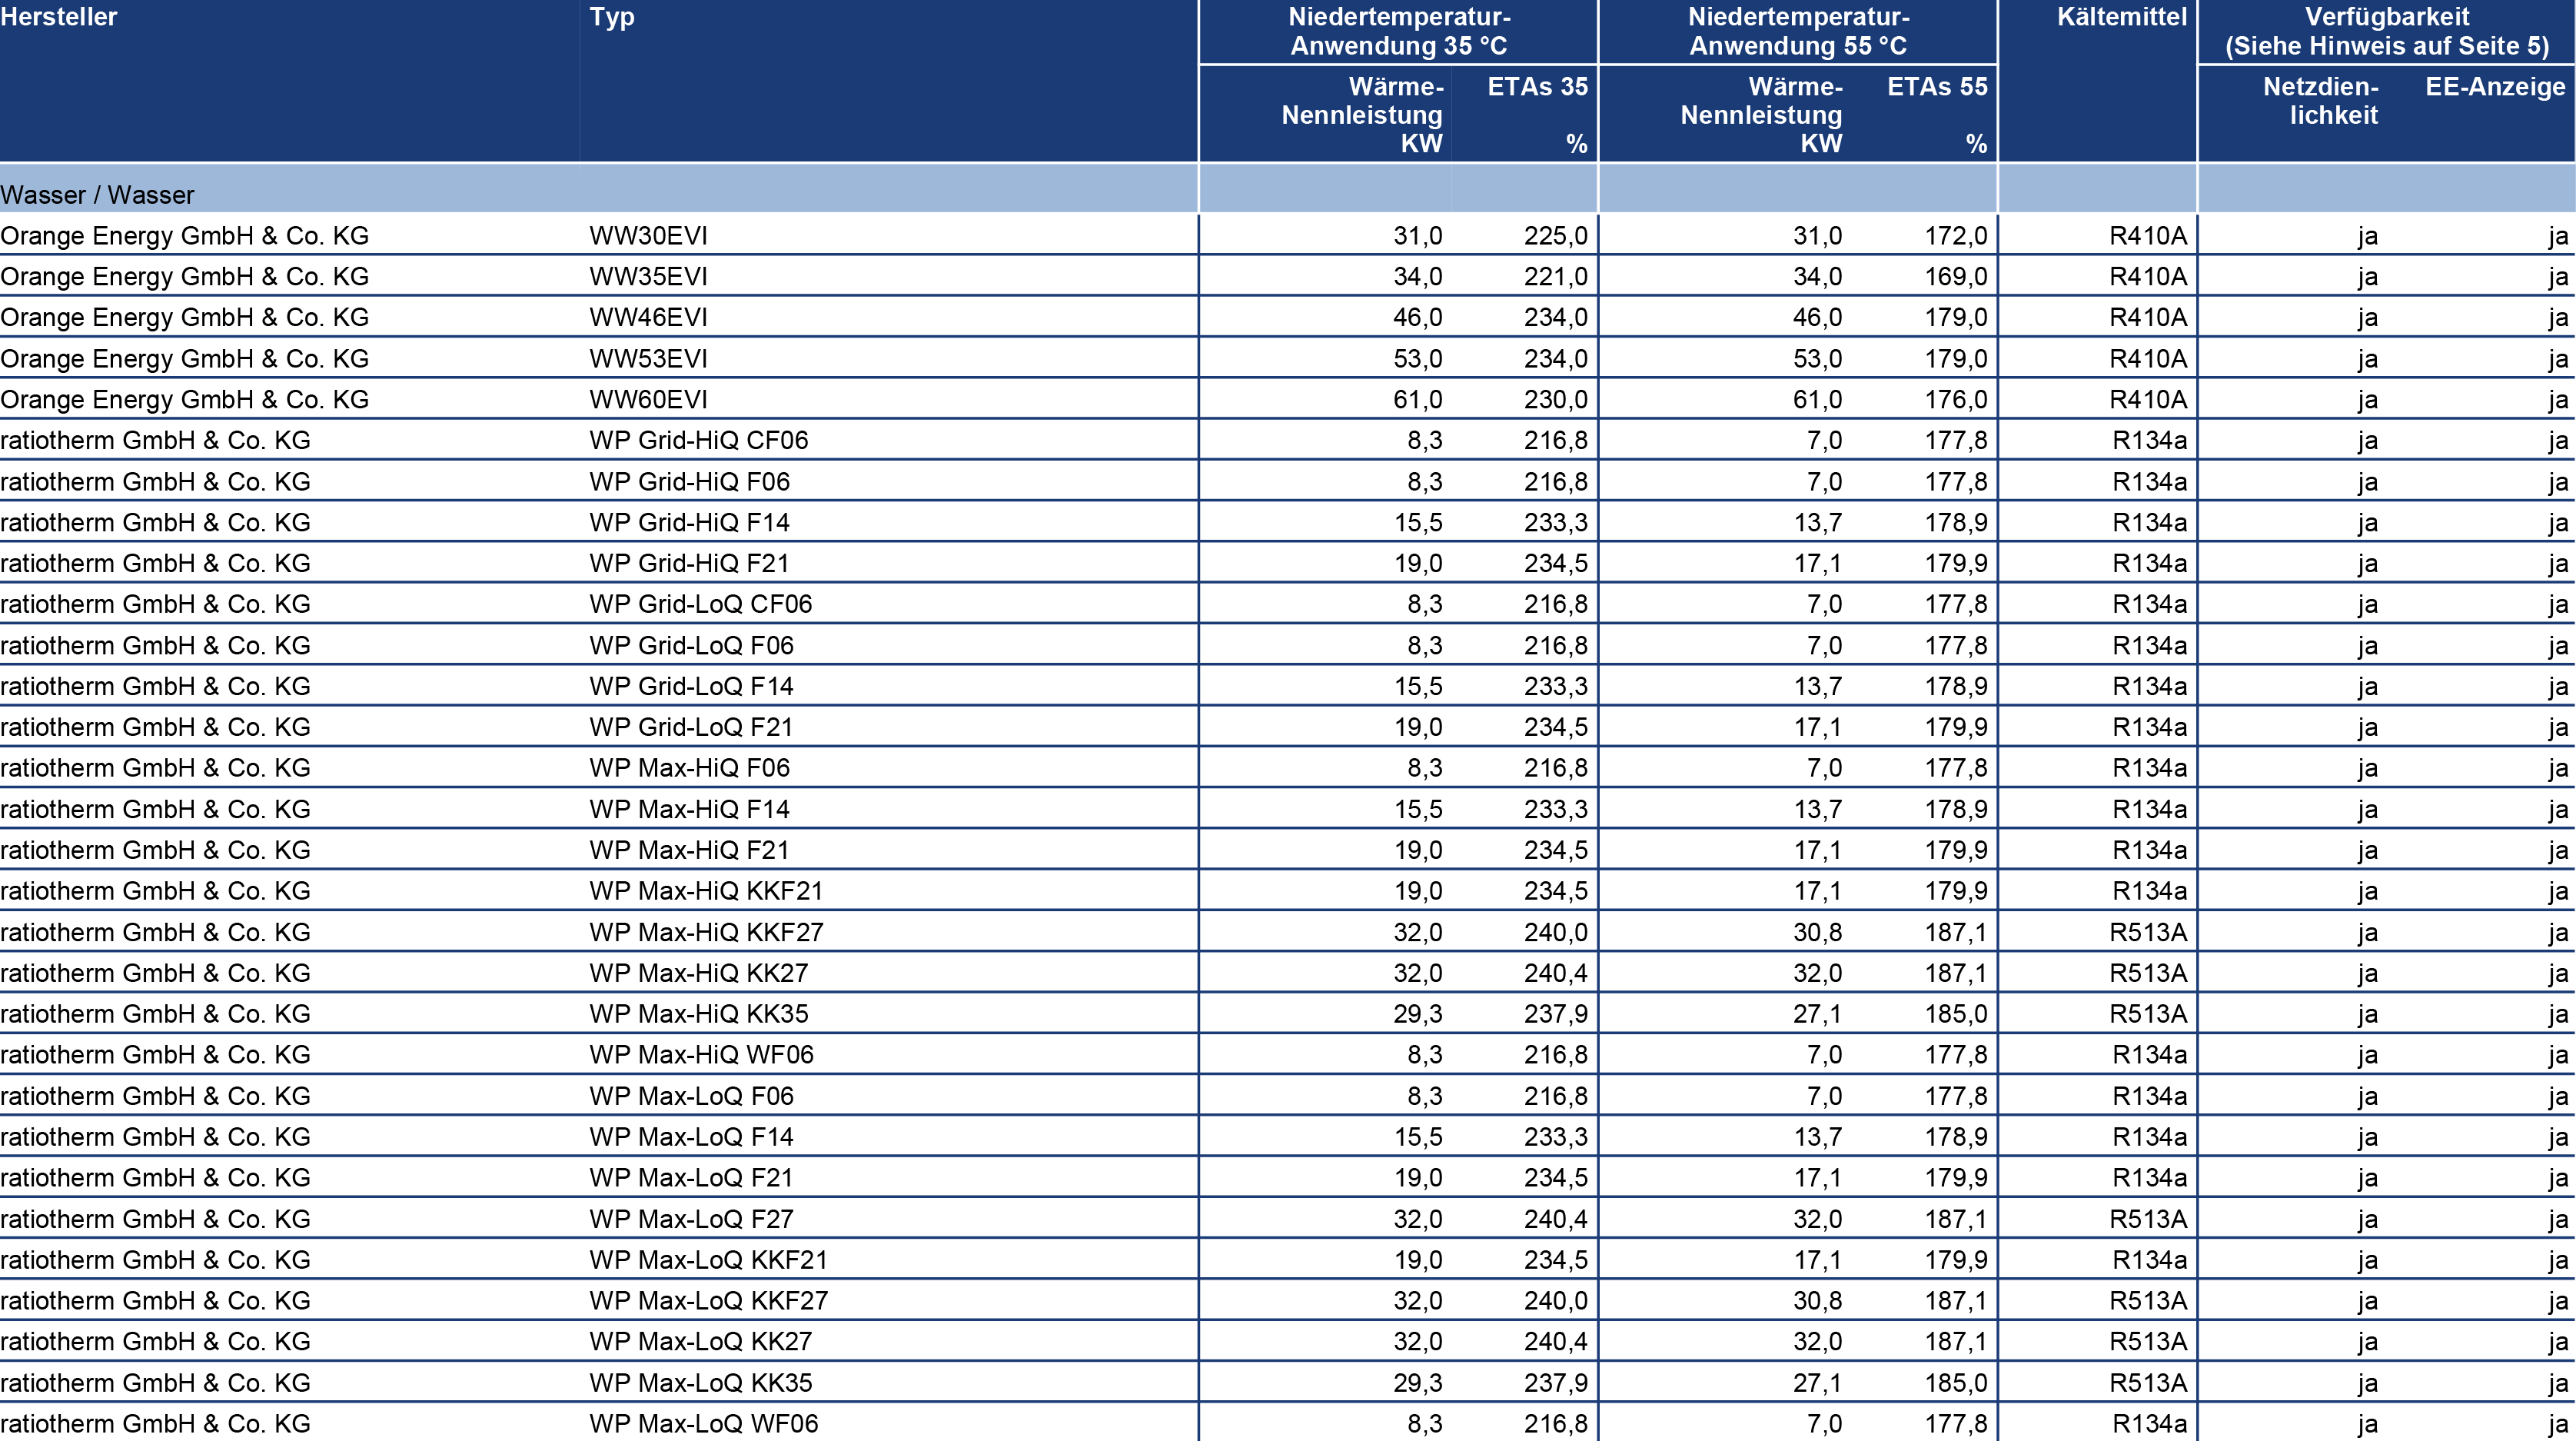 Hersteller Typ Niedertemperatur-Anwendung 35 °C Niedertemperatur-Anwendung 55 °C Kältemittel Verfügbarkeit (Siehe Hinweis auf Seite 5)
Wärme-Nennleistung KW ETAs 35 % Wärme-Nennleistung KW ETAs 55 % Netzdien-lichkeit EE-Anzeige
Wasser / Wasser
Orange Energy GmbH & Co. KG WW30EVI 31,0 225,0 31,0 172,0 R410A ja ja
Orange Energy GmbH & Co. KG WW35EVI 34,0 221,0 34,0 169,0 R410A ja ja
Orange Energy GmbH & Co. KG WW46EVI 46,0 234,0 46,0 179,0 R410A ja ja
Orange Energy GmbH & Co. KG WW53EVI 53,0 234,0 53,0 179,0 R410A ja ja
Orange Energy GmbH & Co. KG WW60EVI 61,0 230,0 61,0 176,0 R410A ja ja
ratiotherm GmbH & Co. KG WP Grid-HiQ CF06 8,3 216,8 7,0 177,8 R134a ja ja
ratiotherm GmbH & Co. KG WP Grid-HiQ F06 8,3 216,8 7,0 177,8 R134a ja ja
ratiotherm GmbH & Co. KG WP Grid-HiQ F14 15,5 233,3 13,7 178,9 R134a ja ja
ratiotherm GmbH & Co. KG WP Grid-HiQ F21 19,0 234,5 17,1 179,9 R134a ja ja
ratiotherm GmbH & Co. KG WP Grid-LoQ CF06 8,3 216,8 7,0 177,8 R134a ja ja
ratiotherm GmbH & Co. KG WP Grid-LoQ F06 8,3 216,8 7,0 177,8 R134a ja ja
ratiotherm GmbH & Co. KG WP Grid-LoQ F14 15,5 233,3 13,7 178,9 R134a ja ja
ratiotherm GmbH & Co. KG WP Grid-LoQ F21 19,0 234,5 17,1 179,9 R134a ja ja
ratiotherm GmbH & Co. KG WP Max-HiQ F06 8,3 216,8 7,0 177,8 R134a ja ja
ratiotherm GmbH & Co. KG WP Max-HiQ F14 15,5 233,3 13,7 178,9 R134a ja ja
ratiotherm GmbH & Co. KG WP Max-HiQ F21 19,0 234,5 17,1 179,9 R134a ja ja
ratiotherm GmbH & Co. KG WP Max-HiQ KKF21 19,0 234,5 17,1 179,9 R134a ja ja
ratiotherm GmbH & Co. KG WP Max-HiQ KKF27 32,0 240,0 30,8 187,1 R513A ja ja
ratiotherm GmbH & Co. KG WP Max-HiQ KK27 32,0 240,4 32,0 187,1 R513A ja ja
ratiotherm GmbH & Co. KG WP Max-HiQ KK35 29,3 237,9 27,1 185,0 R513A ja ja
ratiotherm GmbH & Co. KG WP Max-HiQ WF06 8,3 216,8 7,0 177,8 R134a ja ja
ratiotherm GmbH & Co. KG WP Max-LoQ F06 8,3 216,8 7,0 177,8 R134a ja ja
ratiotherm GmbH & Co. KG WP Max-LoQ F14 15,5 233,3 13,7 178,9 R134a ja ja
ratiotherm GmbH & Co. KG WP Max-LoQ F21 19,0 234,5 17,1 179,9 R134a ja ja
ratiotherm GmbH & Co. KG WP Max-LoQ F27 32,0 240,4 32,0 187,1 R513A ja ja
ratiotherm GmbH & Co. KG WP Max-LoQ KKF21 19,0 234,5 17,1 179,9 R134a ja ja
ratiotherm GmbH & Co. KG WP Max-LoQ KKF27 32,0 240,0 30,8 187,1 R513A ja ja
ratiotherm GmbH & Co. KG WP Max-LoQ KK27 32,0 240,4 32,0 187,1 R513A ja ja
ratiotherm GmbH & Co. KG WP Max-LoQ KK35 29,3 237,9 27,1 185,0 R513A ja ja
ratiotherm GmbH & Co. KG WP Max-LoQ WF06 8,3 216,8 7,0 177,8 R134a ja ja